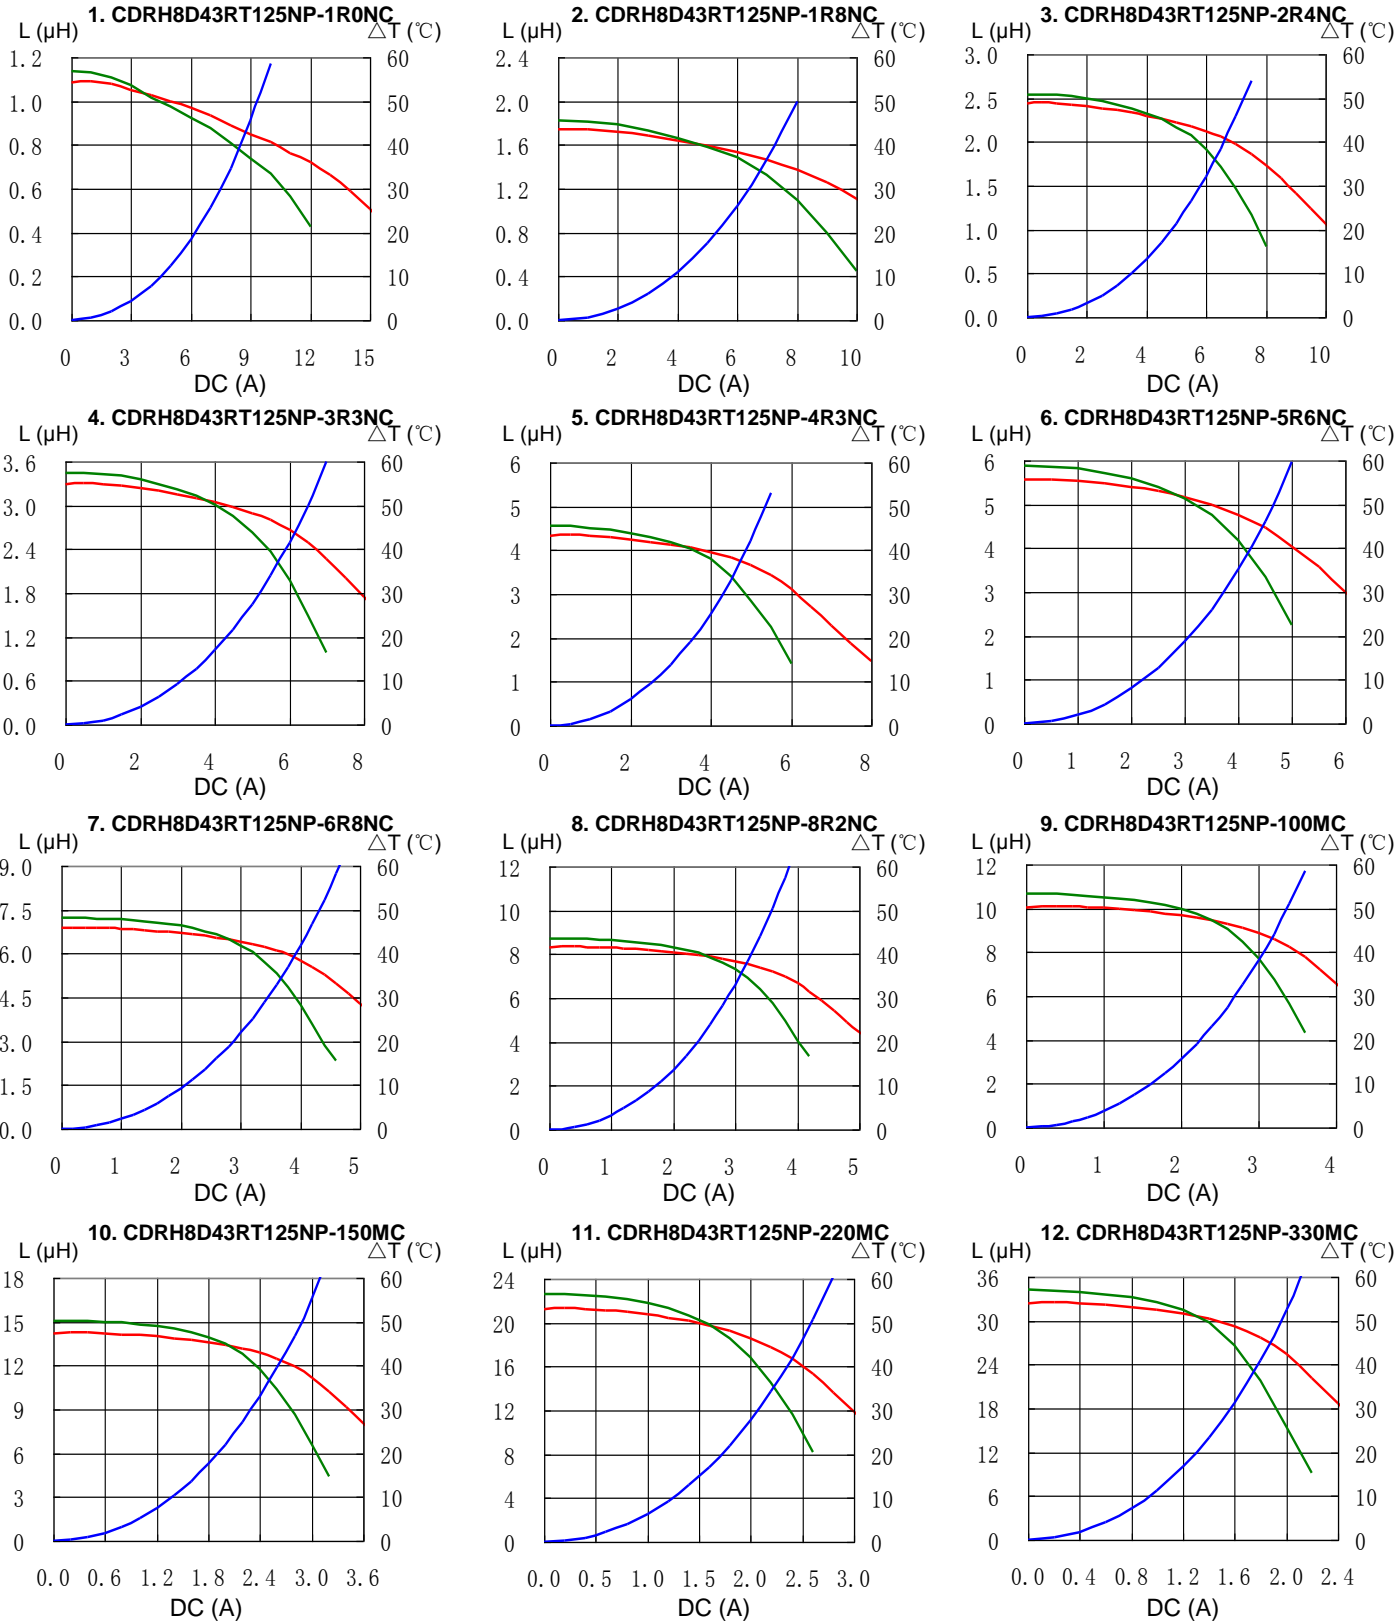 1. CDRH8D43RT125NP-1R0NC
L (µH) △T (℃)
1.2 60
1.0 50
0.8 40
0.6 30
0.4 20
0.2 10
0.0 0
0 3 6 9 12 15
DC (A)
2. CDRH8D43RT125NP-1R8NC
L (µH) △T (℃)
2.4 60
2.0 50
1.6 40
1.2 30
0.8 20
0.4 10
0.0 0
0 2 4 6 8 10
DC (A)
3. CDRH8D43RT125NP-2R4NC
L (µH) △T (℃)
3.0 60
2.5 50
2.0 40
1.5 30
1.0 20
0.5 10
0.0 0
0 2 4 6 8 10
DC (A)
4. CDRH8D43RT125NP-3R3NC
L (µH) △T (℃)
3.6 60
3.0 50
2.4 40
1.8 30
1.2 20
0.6 10
0.0 0
0 2 4 6 8
DC (A)
5. CDRH8D43RT125NP-4R3NC
L (µH) △T (℃)
6 60
5 50
4 40
3 30
2 20
1 10
0 0
0 2 4 6 8
DC (A)
6. CDRH8D43RT125NP-5R6NC
L (µH) △T (℃)
6 60
5 50
4 40
3 30
2 20
1 10
0 0
0 1 2 3 4 5 6
DC (A)
7. CDRH8D43RT125NP-6R8NC
L (µH) △T (℃)
9.0 60
7.5 50
6.0 40
4.5 30
3.0 20
1.5 10
0.0 0
0 1 2 3 4 5
DC (A)
8. CDRH8D43RT125NP-8R2NC
L (µH) △T (℃)
12 60
10 50
8 40
6 30
4 20
2 10
0 0
0 1 2 3 4 5
DC (A)
9. CDRH8D43RT125NP-100MC
L (µH) △T (℃)
12 60
10 50
8 40
6 30
4 20
2 10
0 0
0 1 2 3 4
DC (A)
10. CDRH8D43RT125NP-150MC
L (µH) △T (℃)
18 60
15 50
12 40
9 30
6 20
3 10
0 0
0.0 0.6 1.2 1.8 2.4 3.0 3.6
DC (A)
11. CDRH8D43RT125NP-220MC
L (µH) △T (℃)
24 60
20 50
16 40
12 30
8 20
4 10
0 0
0.0 0.5 1.0 1.5 2.0 2.5 3.0
DC (A)
12. CDRH8D43RT125NP-330MC
L (µH) △T (℃)
36 60
30 50
24 40
18 30
12 20
6 10
0 0
0.0 0.4 0.8 1.2 1.6 2.0 2.4
DC (A)